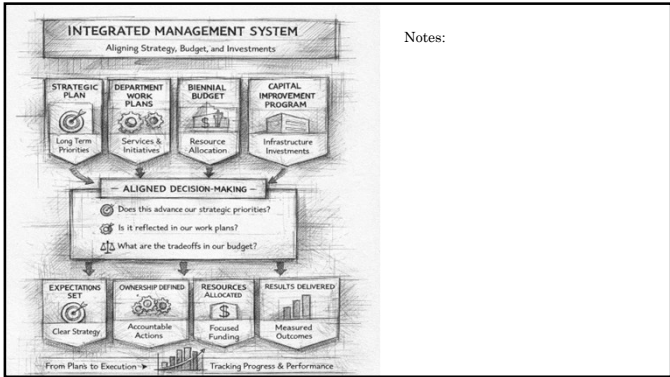 INTEGRATED MANAGEMENT SYSTEM
Aligning Strategy, Budget, and Investments
Notes:
STRATEGIC
PLAN
Long Term
Priorities
DEPARTMENT
WORK
PLANS
Services &
Initiatives
BIENNIAL
BUDGET
$
Resource
Allocation
CAPITAL
IMPROVEMENT
PROGRAM
Infrastructure
Investments
– ALIGNED DECISION-MAKING –
Does this advance our strategic priorities?
Is it reflected in our work plans?
What are the tradeoffs in our budget?
EXPECTATIONS
SET
Clear Strategy
OWNERSHIP DEFINED
Accountable
Actions
RESOURCES
ALLOCATED
$
Focused
Funding
RESULTS DELIVERED
Measured
Outcomes
From Plans to Execution
Tracking Progress & Performance